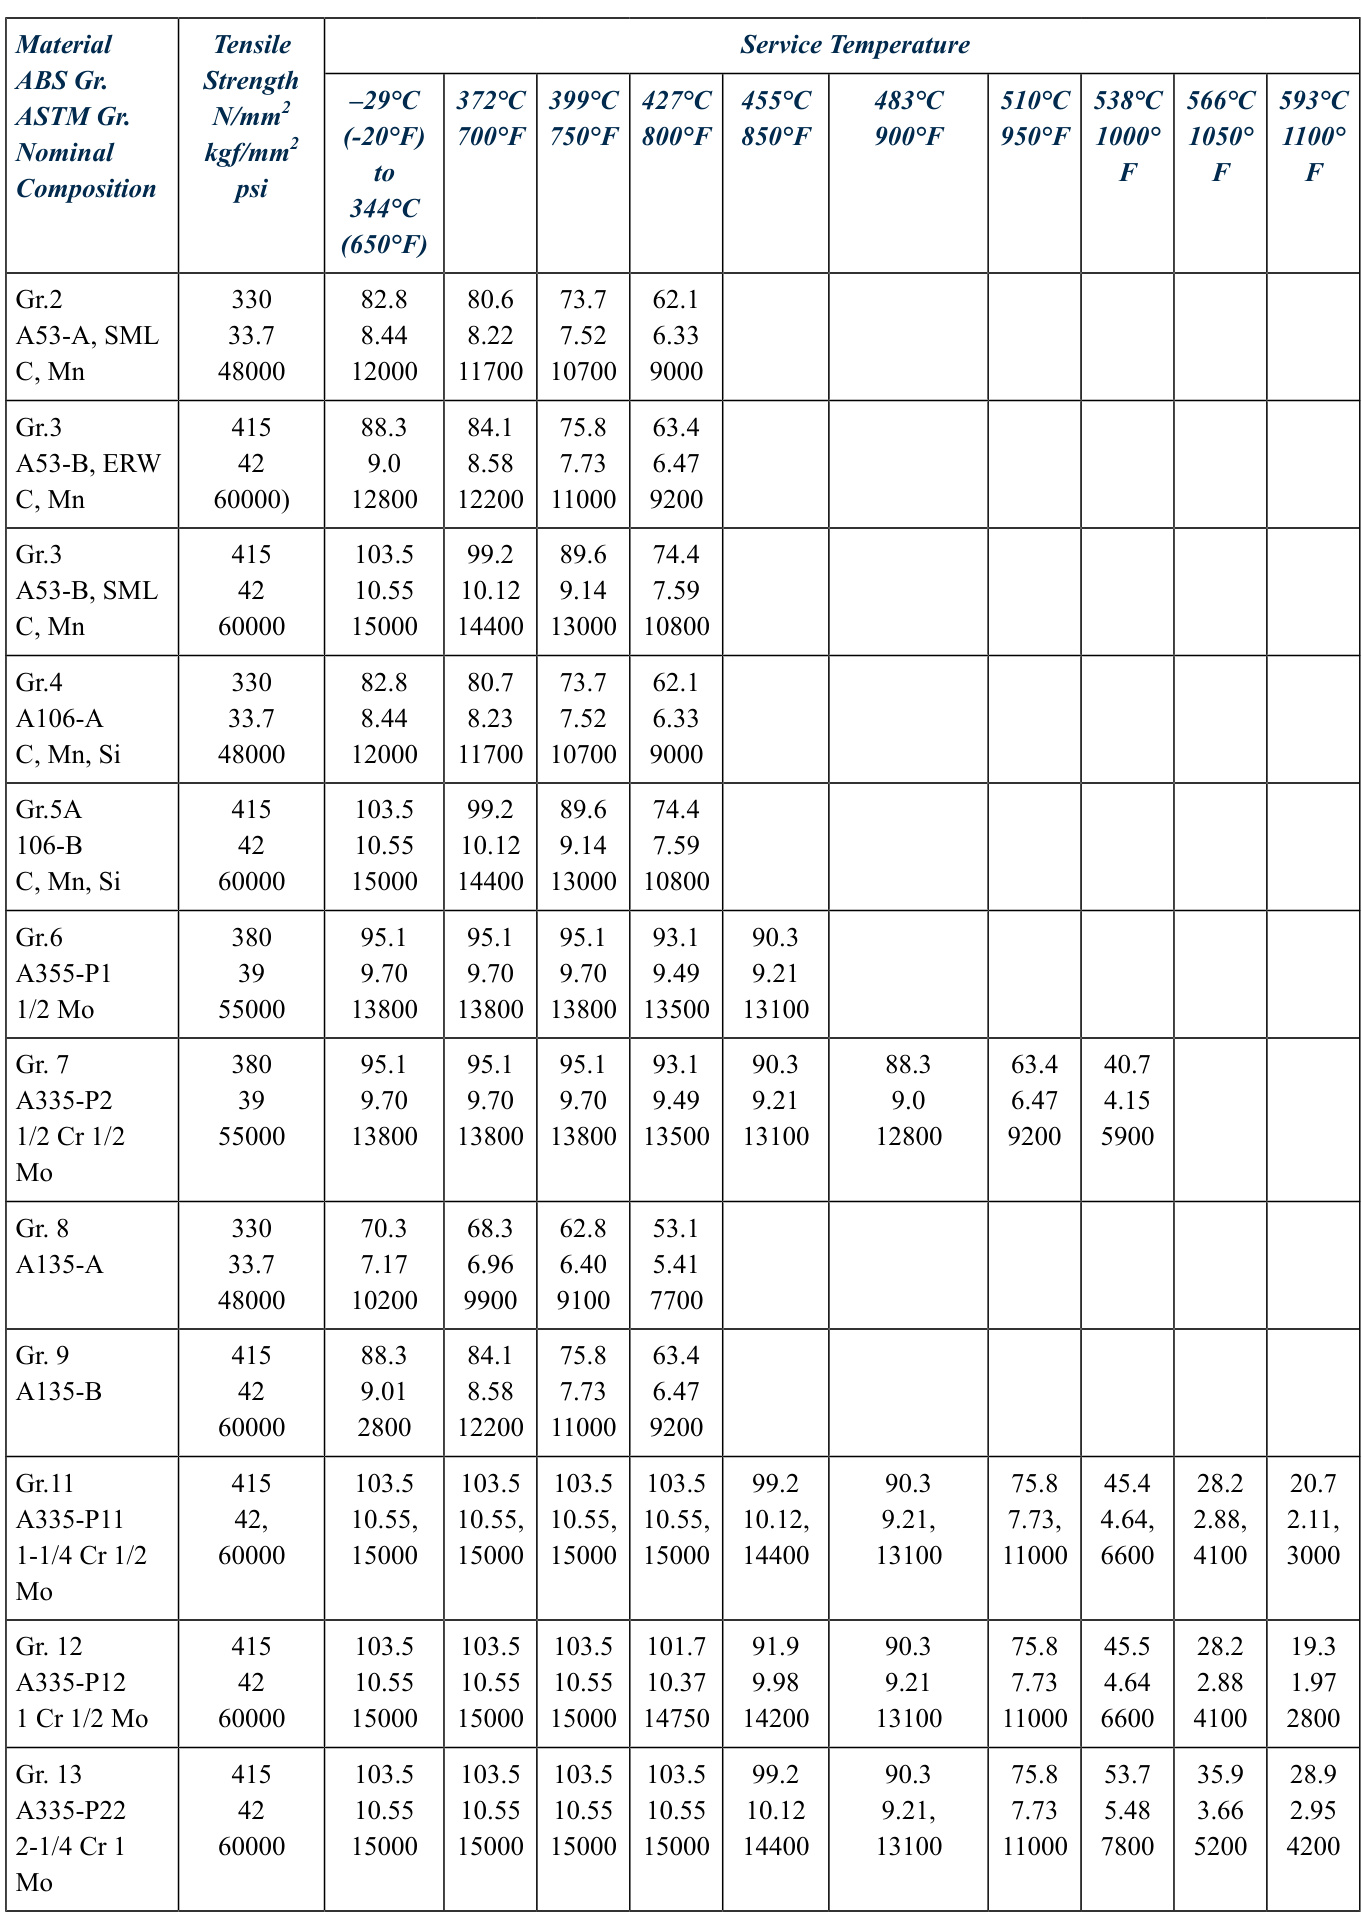 Material ABS Gr. ASTM Gr. Nominal Composition
Tensile Strength N/mm2 kgf/mm2 psi
Service Temperature
–29°C (-20°F) to 344°C (650°F)
372°C 700°F
399°C 750°F
427°C 800°F
455°C 850°F
483°C 900°F
510°C 950°F
538°C 1000° F
566°C 1050° F
593°C 1100° F
Gr.2 330 82.8 80.6 73.7 62.1
A53-A, SML 33.7 8.44 8.22 7.52 6.33
C, Mn 48000 12000 11700 10700 9000
Gr.3 415 88.3 84.1 75.8 63.4
A53-B, ERW 42 9.0 8.58 7.73 6.47
C, Mn 60000) 12800 12200 11000 9200
Gr.3 415 103.5 99.2 89.6 74.4
A53-B, SML 42 10.55 10.12 9.14 7.59
C, Mn 60000 15000 14400 13000 10800
Gr.4 330 82.8 80.7 73.7 62.1
A106-A 33.7 8.44 8.23 7.52 6.33
C, Mn, Si 48000 12000 11700 10700 9000
Gr.5A 415 103.5 99.2 89.6 74.4
106-B 42 10.55 10.12 9.14 7.59
C, Mn, Si 60000 15000 14400 13000 10800
Gr.6 380 95.1 95.1 95.1 93.1 90.3
A355-P1 39 9.70 9.70 9.70 9.49 9.21
1/2 Mo 55000 13800 13800 13800 13500 13100
Gr. 7 380 95.1 95.1 95.1 93.1 90.3 88.3 63.4 40.7
A335-P2 39 9.70 9.70 9.70 9.49 9.21 9.0 6.47 4.15
1/2 Cr 1/2 55000 13800 13800 13800 13500 13100 12800 9200 5900
Mo
Gr. 8 330 70.3 68.3 62.8 53.1
A135-A 33.7 7.17 6.96 6.40 5.41
48000 10200 9900 9100 7700
Gr. 9 415 88.3 84.1 75.8 63.4
A135-B 42 9.01 8.58 7.73 6.47
60000 2800 12200 11000 9200
Gr.11 415 103.5 103.5 103.5 103.5 99.2 90.3 75.8 45.4 28.2 20.7
A335-P11 42, 10.55, 10.55, 10.55, 10.55, 10.12, 9.21, 7.73, 4.64, 2.88, 2.11,
1-1/4 Cr 1/2 60000 15000 15000 15000 15000 14400 13100 11000 6600 4100 3000
Mo
Gr. 12 415 103.5 103.5 103.5 101.7 91.9 90.3 75.8 45.5 28.2 19.3
A335-P12 42 10.55 10.55 10.55 10.37 9.98 9.21 7.73 4.64 2.88 1.97
1 Cr 1/2 Mo 60000 15000 15000 15000 14750 14200 13100 11000 6600 4100 2800
Gr. 13 415 103.5 103.5 103.5 103.5 99.2 90.3 75.8 53.7 35.9 28.9
A335-P22 42 10.55 10.55 10.55 10.55 10.12 9.21, 7.73 5.48 3.66 2.95
2-1/4 Cr 1 60000 15000 15000 15000 15000 14400 13100 11000 7800 5200 4200
Mo